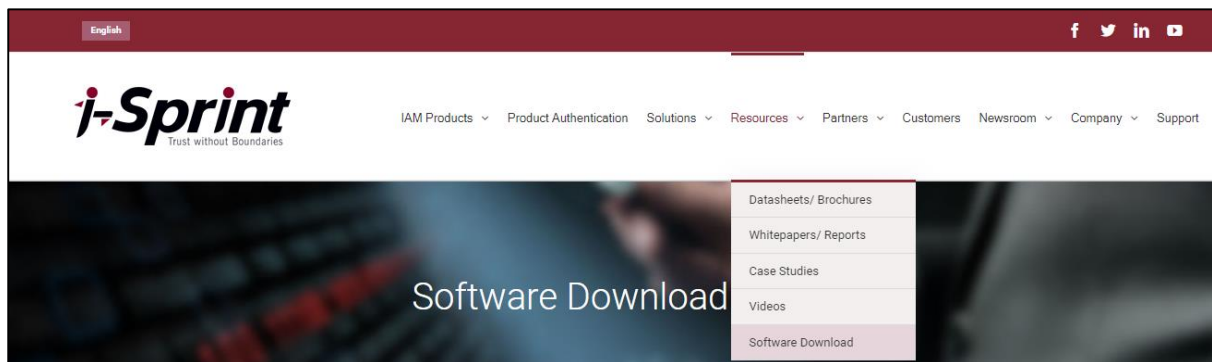 English
i-Sprint
Trust without Boundaries
IAM Products Product Authentication Solutions Resources Partners Customers Newsroom Company Support
Datasheets/ Brochures
Whitepapers/ Reports
Case Studies
Videos
Software Download
Software Download